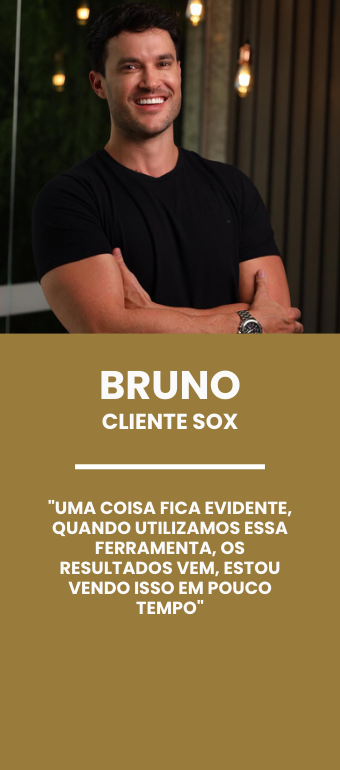 BRUNO
CLIENTE SOX
"UMA COISA FICA EVIDENTE,
QUANDO UTILIZAMOS ESSA
FERRAMENTA, OS
RESULTADOS VEM, ESTOU
VENDO ISSO EM POUCO
TEMPO"